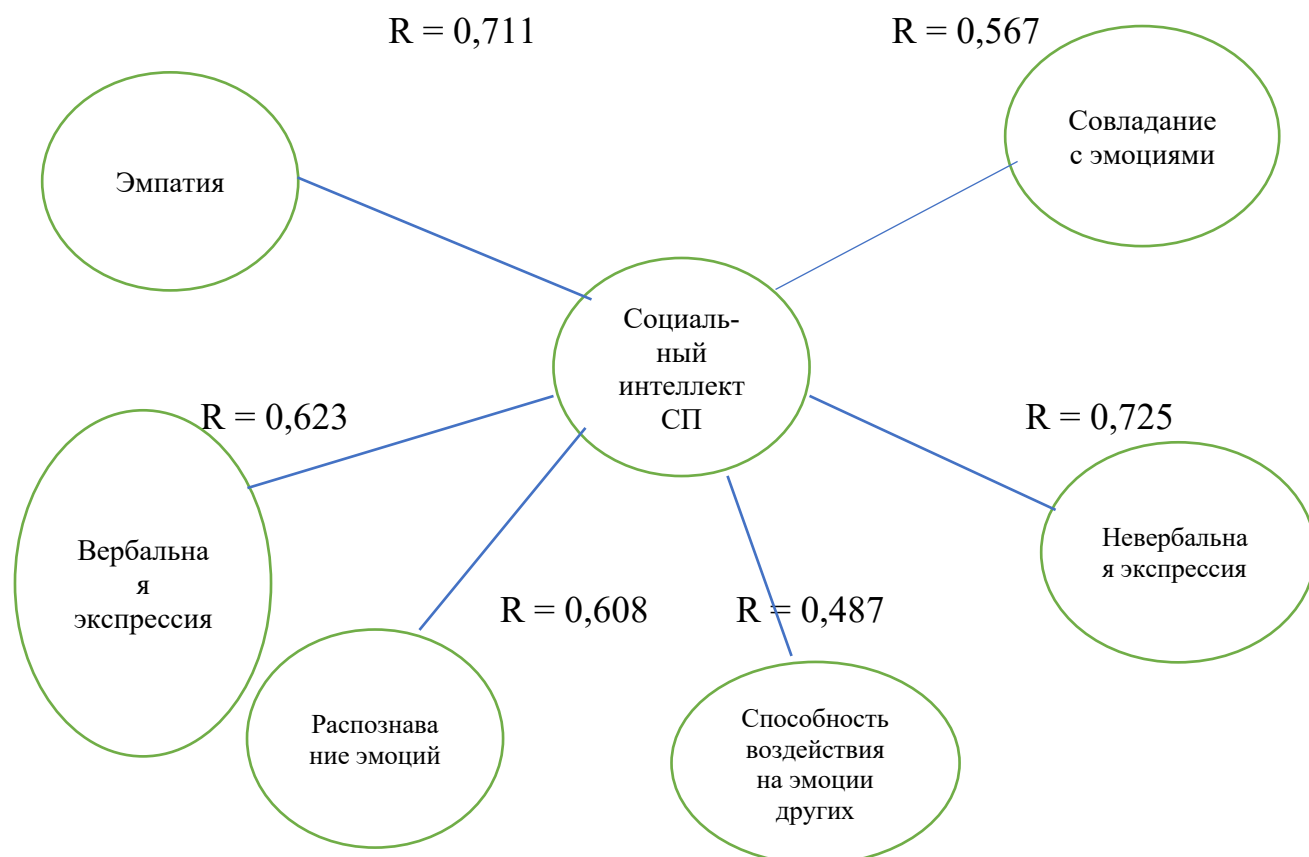 R = 0,711
R = 0,567
Эмпатия
Совладание
с эмоциями
Социаль-
ный
интеллект
СП
R = 0,623
R = 0,725
Вербальна
я
экспрессия
Невербальна
я экспрессия
R = 0,608
R = 0,487
Распознава
ние эмоций
Способность
воздействия
на эмоции
других